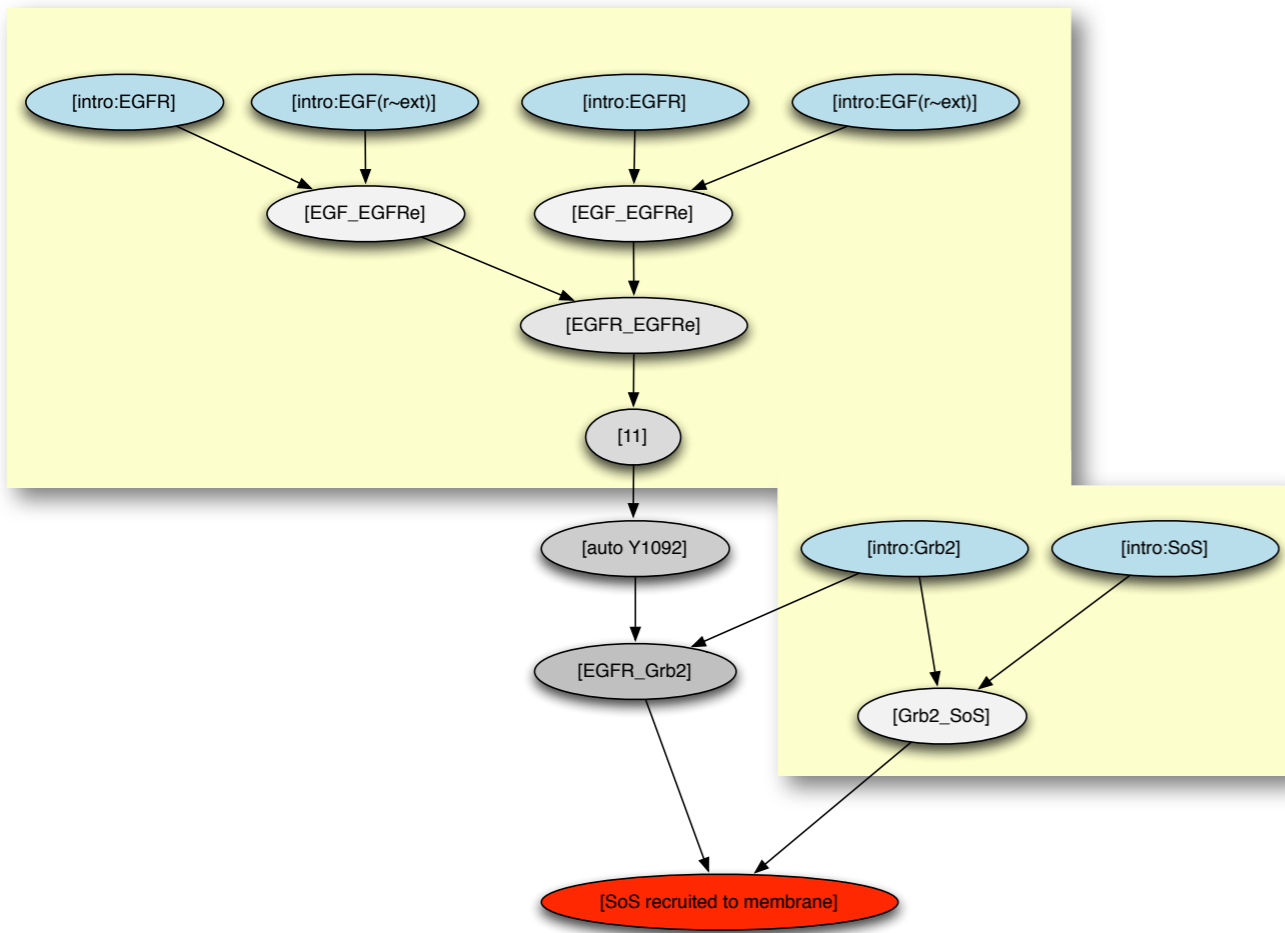 [intro:EGFR]
[intro:EGF(r~ext)]
[intro:EGFR]
[intro:EGF(r~ext)]
[EGF_EGFRe]
[EGF_EGFRe]
[EGFR_EGFRe]
[11]
[auto Y1092]
[intro:Grb2]
[intro:SoS]
[EGFR_Grb2]
[Grb2_SoS]
[SoS recruited to membrane]